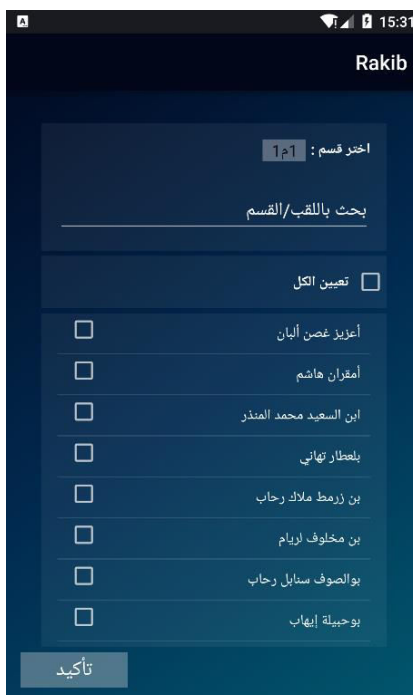 15:31
Rakib
اختر قسم : 1م1
بحث باللقب/القسم
تعيين الكل
أعزيز غصن ألبان
أمقران هاشم
ابن السعيد محمد المنذر
بلعطار تهاني
بن زرمط ملاك رحاب
بن مخلوف لريام
بوالصوف سنابل رحاب
بوحبيلة إيهاب
تأكيد